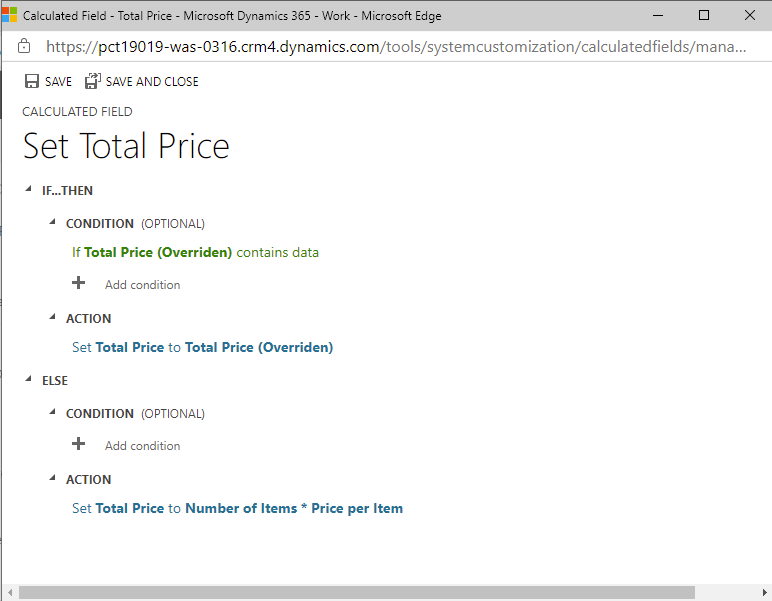 Calculated Field - Total Price - Microsoft Dynamics 365 - Work - Microsoft Edge
https://pct19019-was-0316.crm4.dynamics.com/tools/systemcustomization/calculatedfields/mana...
SAVE SAVE AND CLOSE
CALCULATED FIELD
Set Total Price
IF...THEN
CONDITION (OPTIONAL)
If Total Price (Overriden) contains data
Add condition
ACTION
Set Total Price to Total Price (Overriden)
ELSE
CONDITION (OPTIONAL)
Add condition
ACTION
Set Total Price to Number of Items * Price per Item